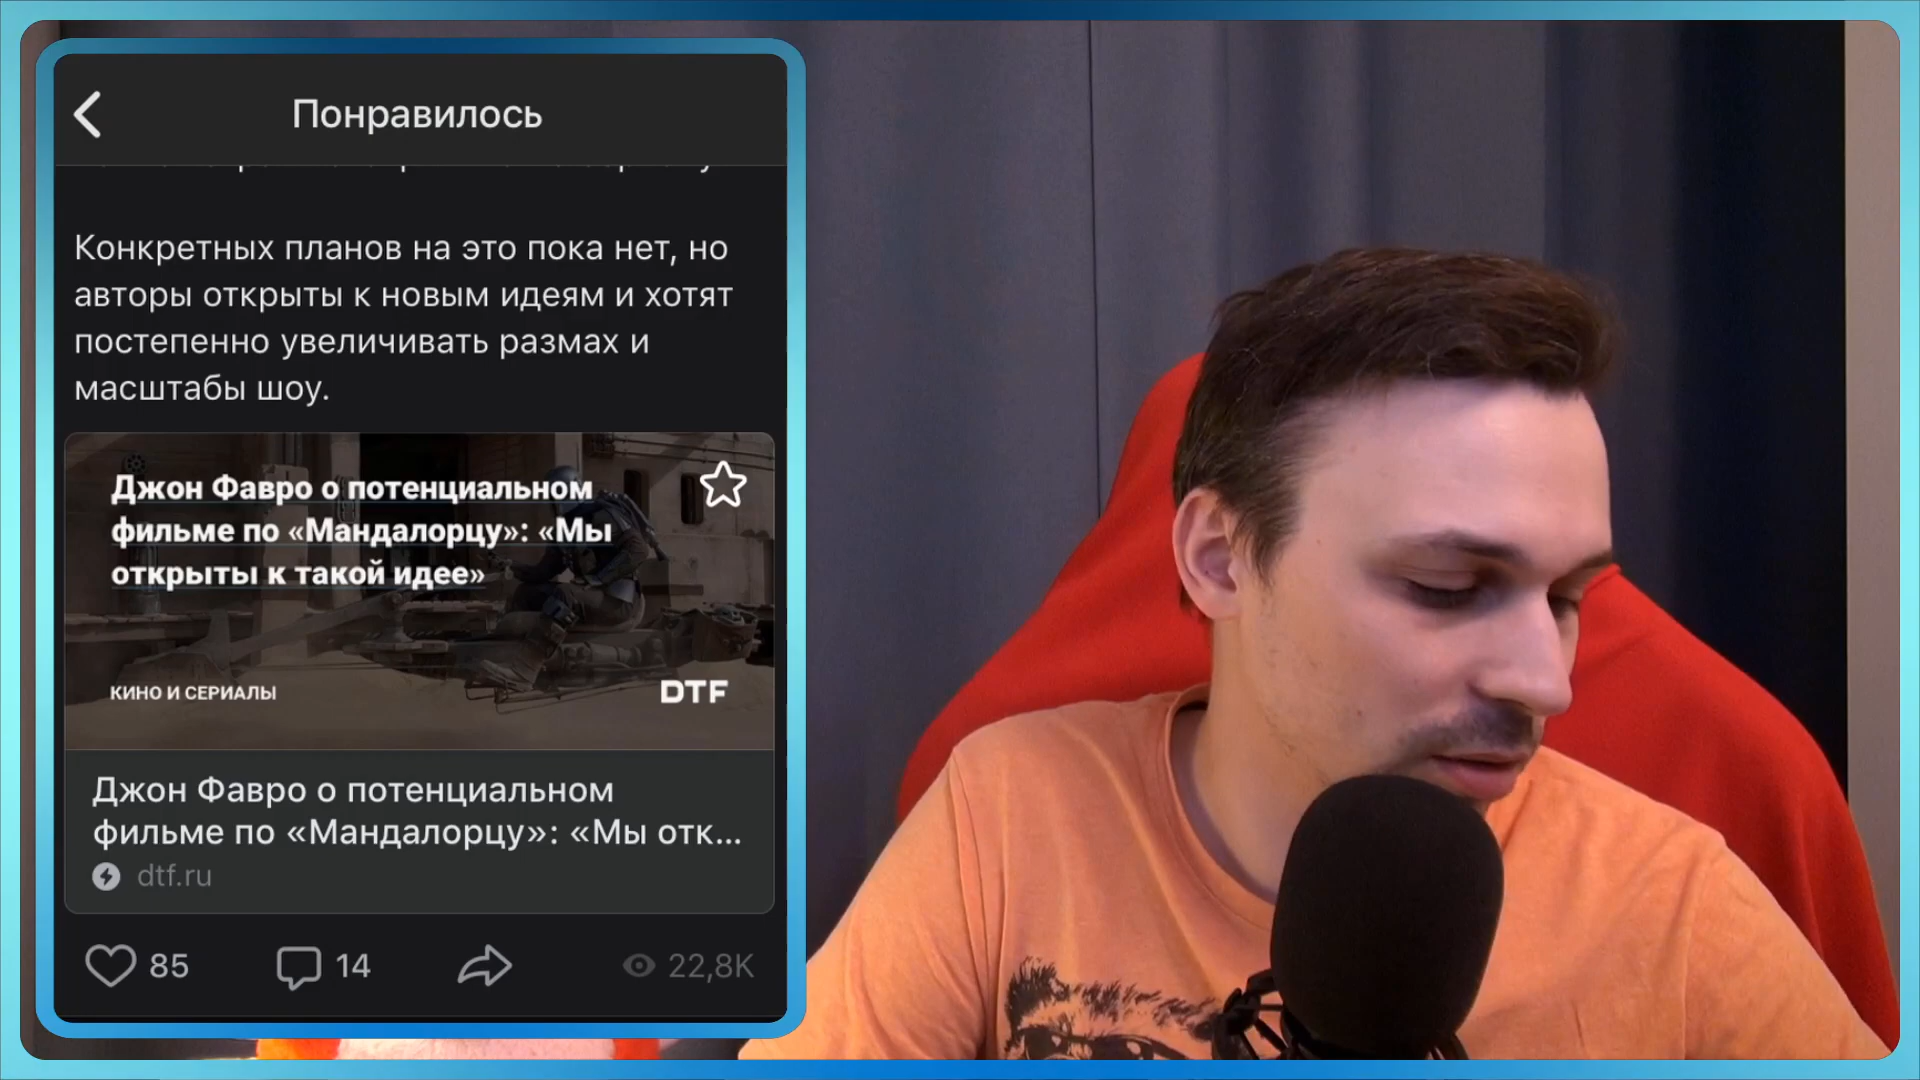 Понравилось
Конкретных планов на это пока нет, но
авторы открыты к новым идеям и хотят
постепенно увеличивать размах и
масштабы шоу.
Джон Фавро о потенциальном
фильме по «Мандалорцу»: «Мы
открыты к такой идее»
КИНО И СЕРИАЛЫ
DTF
Джон Фавро о потенциальном
фильме по «Мандалорцу»: «Мы отк...
dtf.ru
85
14
22,8K